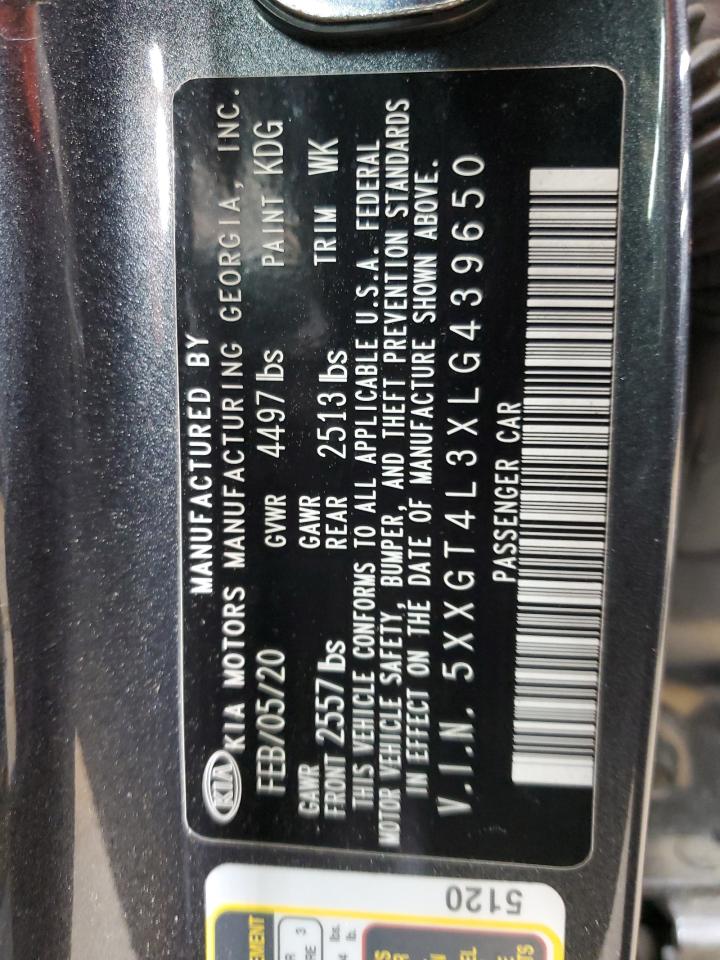 MANUFACTURED BY
KIA KIA MOTORS MANUFACTURING GEORGIA, INC.
FEB/05/20 GVWR 4497 lbs PAINT KDG
GAWR GAWR
FRONT 2557 lbs REAR 2513 lbs TRIM WK
THIS VEHICLE CONFORMS TO ALL APPLICABLE U.S.A. FEDERAL
MOTOR VEHICLE SAFETY, BUMPER, AND THEFT PREVENTION STANDARDS
IN EFFECT ON THE DATE OF MANUFACTURE SHOWN ABOVE.
V.I.N. 5XXGT4L3XLG439650
PASSENGER CAR
5120